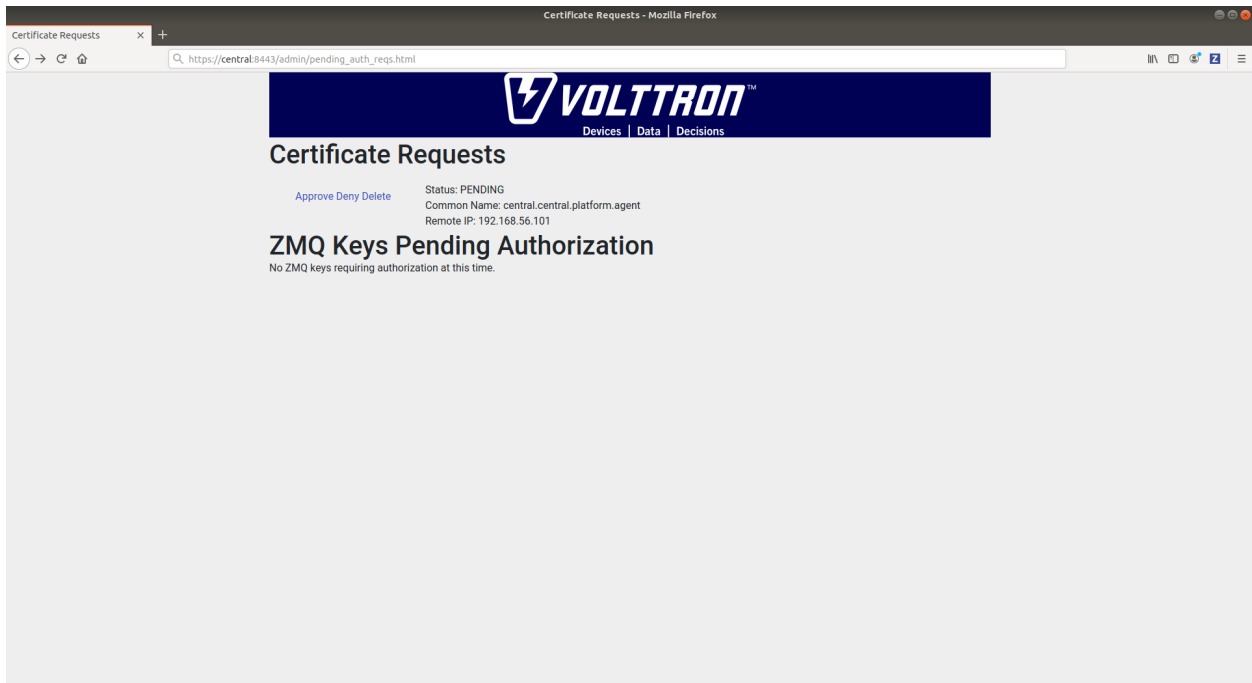 Certificate Requests - Mozilla Firefox
Certificate Requests
https://central:8443/admin/pending_auth_reqs.html
VOLTTRON™
Devices | Data | Decisions
Certificate Requests
Approve Deny Delete
Status: PENDING
Common Name: central.central.platform.agent
Remote IP: 192.168.56.101
ZMQ Keys Pending Authorization
No ZMQ keys requiring authorization at this time.